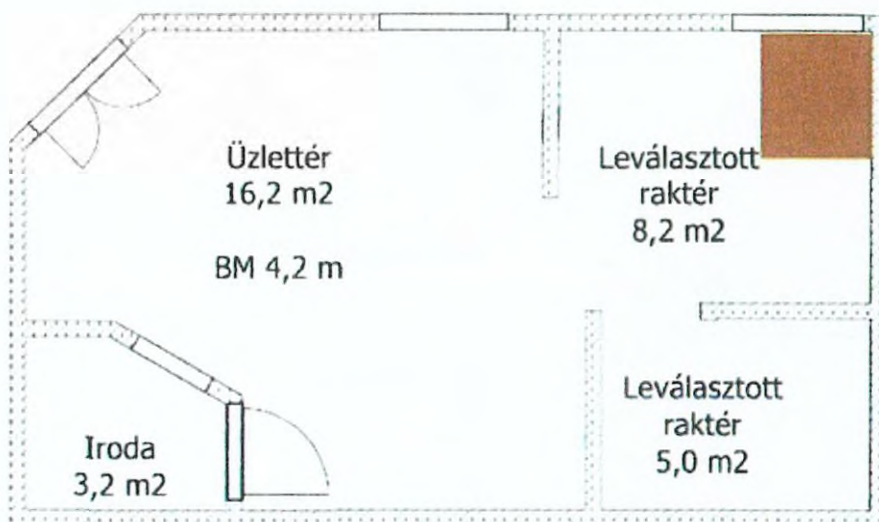 Üzlettér
16,2 m2
BM 4,2 m
Leválasztott
raktér
8,2 m2
Leválasztott
raktér
5,0 m2
Iroda
3,2 m2